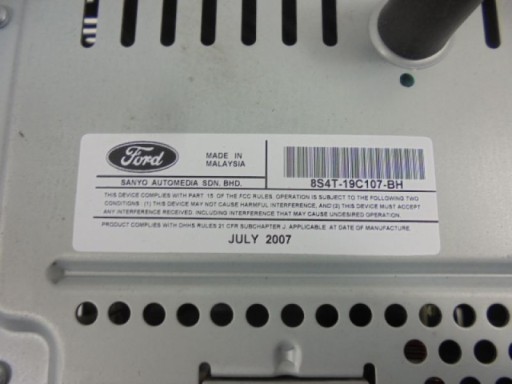 Ford
MADE IN
MALAYSIA
SANYO AUTOMEDIA SDN. BHD.
8S4T-19C107-BH
THIS DEVICE COMPLIES WITH PART 15 OF THE FCC RULES. OPERATION IS SUBJECT TO THE FOLLOWING TWO
CONDITIONS: (1) THIS DEVICE MAY NOT CAUSE HARMFUL INTERFERENCE, AND (2) THIS DEVICE MUST ACCEPT
ANY INTERFERENCE RECEIVED. INCLUDING INTERFERENCE THAT MAY CAUSE UNDESIRED OPERATION.
PRODUCT COMPLIES WITH DHHS RULES 21 CFR SUBCHAPTER J. APPLICABLE, AT DATE OF MANUFACTURE.
JULY 2007